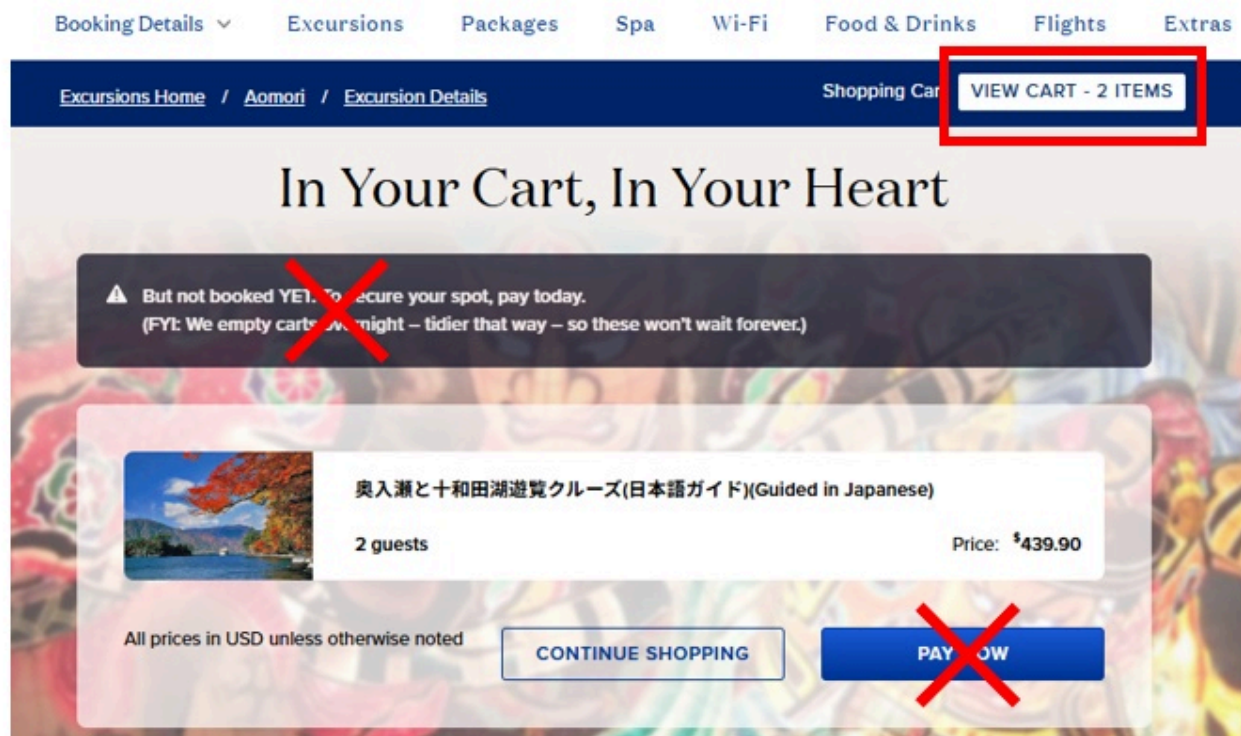 Booking Details Excursions Packages Spa Wi-Fi Food & Drinks Flights Extras
Excursions Home / Aomori / Excursion Details Shopping Car VIEW CART - 2 ITEMS
In Your Cart, In Your Heart
But not booked YET. To secure your spot, pay today.
(FYI: We empty carts overnight – tidier that way – so these won't wait forever.)
奥入瀬と十和田湖遊覧クルーズ(日本語ガイド)(Guided in Japanese)
2 guests Price: $439.90
All prices in USD unless otherwise noted CONTINUE SHOPPING PAY NOW